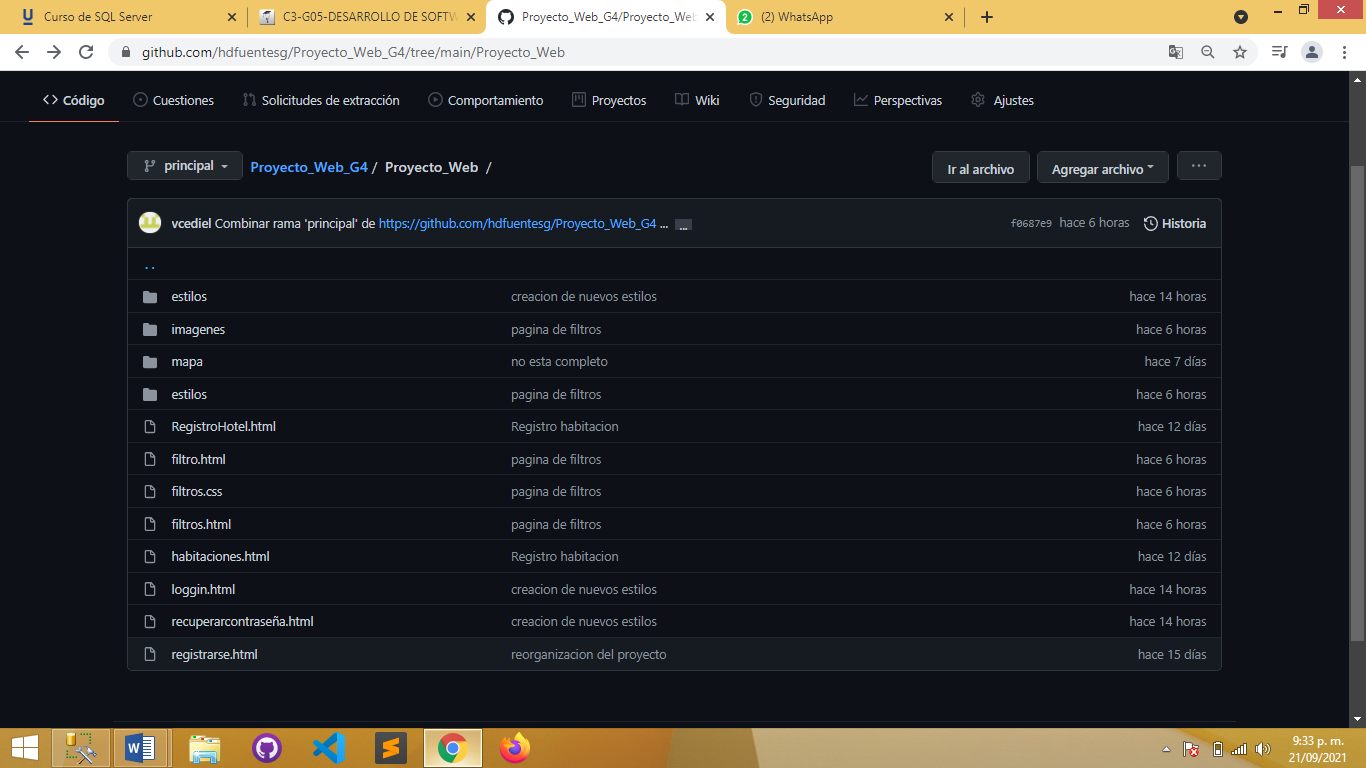 Curso de SQL Server
C3-G05-DESARROLLO DE SOFTW
Proyecto_Web_G4/Proyecto_Web
(2) WhatsApp
github.com/hdfuentesg/Proyecto_Web_G4/tree/main/Proyecto_Web
<> Código Cuestiones Solicitudes de extracción Comportamiento Proyectos Wiki Seguridad Perspectivas Ajustes
principal Proyecto_Web_G4 / Proyecto_Web / Ir al archivo Agregar archivo ...
vcediel Combinar rama 'principal' de https://github.com/hdfuentesg/Proyecto_Web_G4 ... ... f0687e9 hace 6 horas Historia
..
estilos creacion de nuevos estilos hace 14 horas
imagenes pagina de filtros hace 6 horas
mapa no esta completo hace 7 días
estilos pagina de filtros hace 6 horas
RegistroHotel.html Registro habitacion hace 12 días
filtro.html pagina de filtros hace 6 horas
filtros.css pagina de filtros hace 6 horas
filtros.html pagina de filtros hace 6 horas
habitaciones.html Registro habitacion hace 12 días
loggin.html creacion de nuevos estilos hace 14 horas
recuperarcontraseña.html creacion de nuevos estilos hace 14 horas
registrarse.html reorganizacion del proyecto hace 15 días
9:33 p. m.
21/09/2021